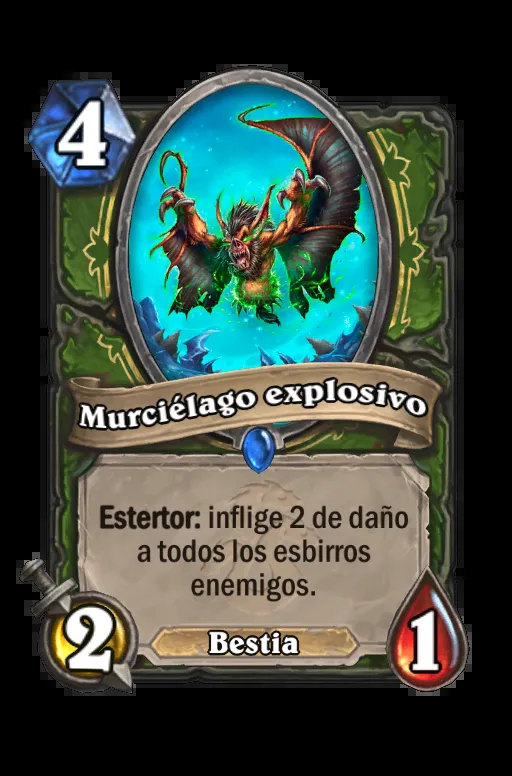 4
Murciélago explosivo
Estertor: inflige 2 de daño
a todos los esbirros
enemigos.
2
Bestia
1